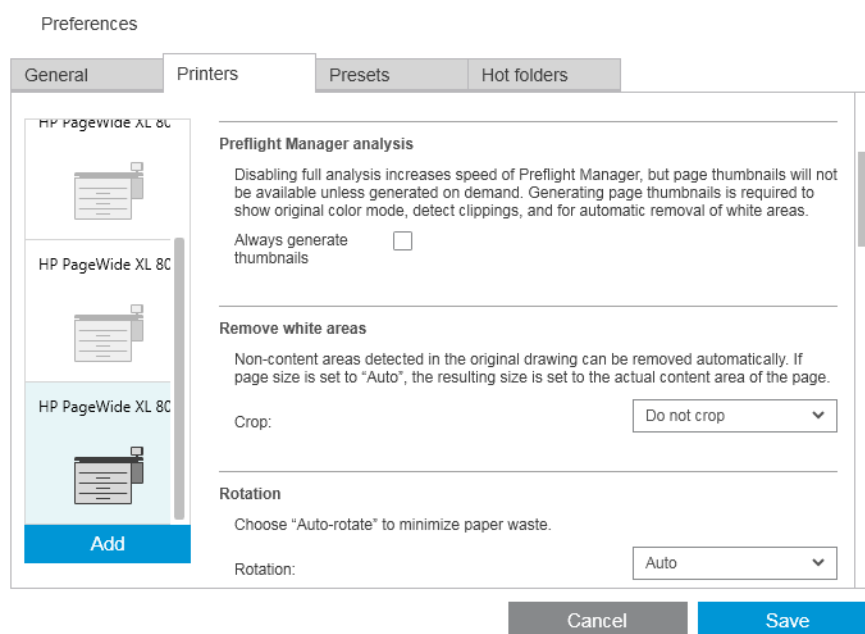 Preferences
General
Printers
Presets
Hot folders
HP PageWide XL 80
HP PageWide XL 80
HP PageWide XL 80
Add
Preflight Manager analysis
Disabling full analysis increases speed of Preflight Manager, but page thumbnails will not
be available unless generated on demand. Generating page thumbnails is required to
show original color mode, detect clippings, and for automatic removal of white areas.
Always generate
thumbnails
Remove white areas
Non-content areas detected in the original drawing can be removed automatically. If
page size is set to “Auto”, the resulting size is set to the actual content area of the page.
Crop:
Do not crop
Rotation
Choose “Auto-rotate” to minimize paper waste.
Rotation:
Auto
Cancel
Save